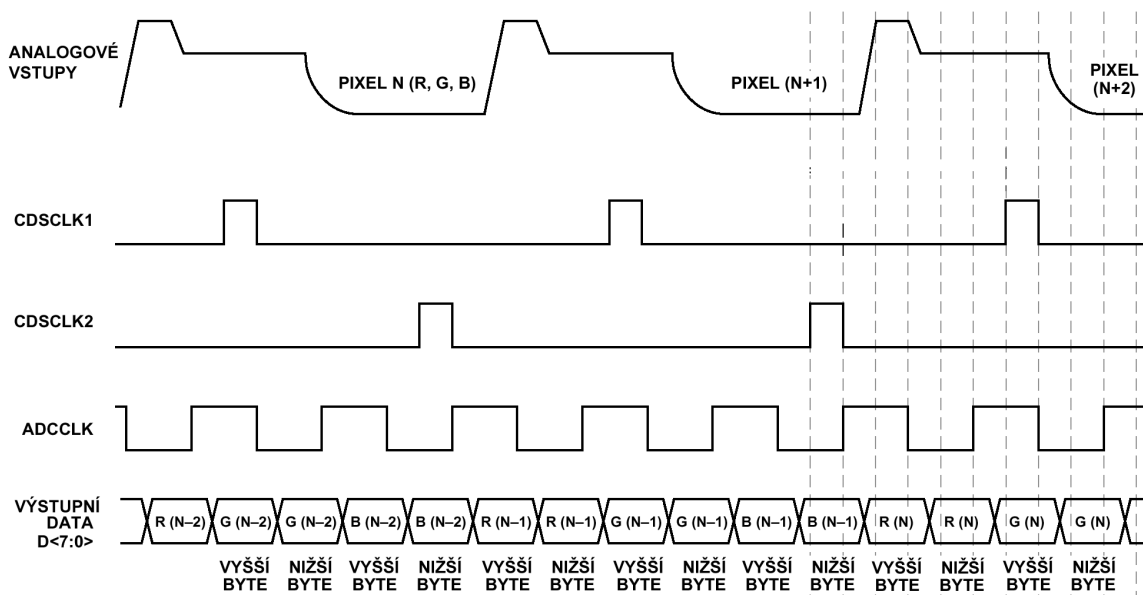 ANALOGOVÉ
VSTUPY
PIXEL N (R, G, B)
PIXEL (N+1)
PIXEL
(N+2)
CDSCLK1
CDSCLK2
ADCCLK
VÝSTUPNÍ
DATA
D<7:0>
R (N–2) G (N–2) G (N–2) B (N–2) B (N–2) R (N–1) R (N–1) G (N–1) G (N–1) B (N–1) B (N–1) R (N) R (N) G (N) G (N)
VYŠŠÍ NIŽŠÍ VYŠŠÍ NIŽŠÍ VYŠŠÍ NIŽŠÍ VYŠŠÍ NIŽŠÍ VYŠŠÍ NIŽŠÍ VYŠŠÍ NIŽŠÍ VYŠŠÍ NIŽŠÍ
BYTE BYTE BYTE BYTE BYTE BYTE BYTE BYTE BYTE BYTE BYTE BYTE BYTE BYTE